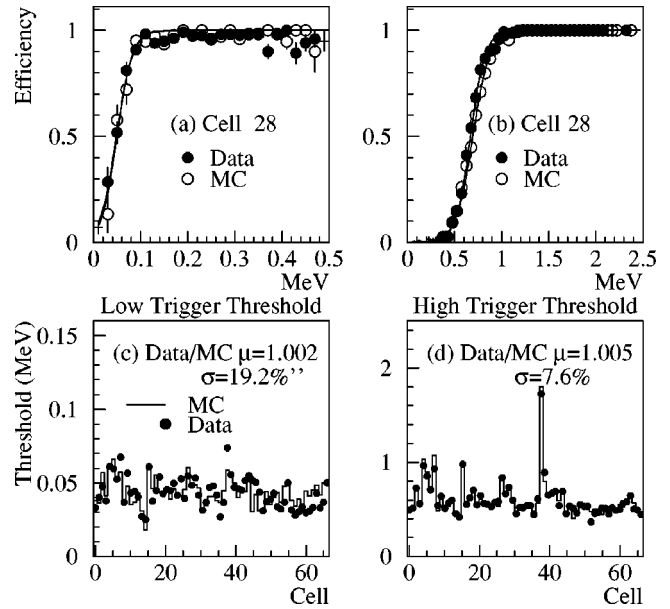 Efficiency
1
0.5
0
(a) Cell 28
Data
MC
0 0.1 0.2 0.3 0.4 0.5
MeV
1
0.5
0
(b) Cell 28
Data
MC
0 0.5 1 1.5 2 2.5
MeV
Low Trigger Threshold
High Trigger Threshold
Threshold (MeV)
0.15
0.1
0.05
0
(c) Data/MC μ=1.002
σ=19.2%’’
MC
Data
0 20 40 60
Cell
2
1
0
(d) Data/MC μ=1.005
σ=7.6%
0 20 40 60
Cell